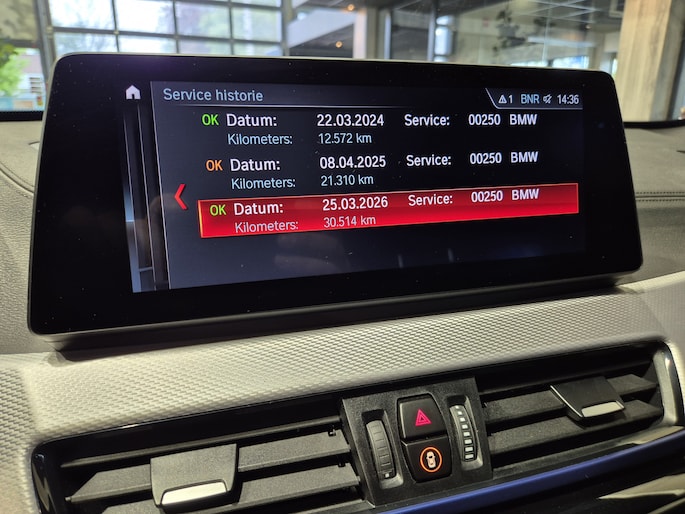 Service histories
1 BNR 14:36
OK Datum: 22.03.2024 Service: 00250 BMW
Kilometers: 12.572 km
OK Datum: 08.04.2025 Service: 00250 BMW
Kilometers: 21.310 km
OK Datum: 25.03.2026 Service: 00250 BMW
Kilometers: 30.514 km